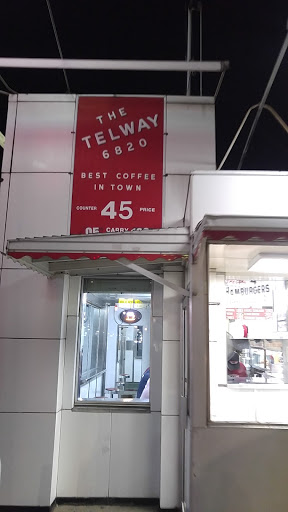 THE
TELWAY
6820
BEST COFFEE
IN TOWN
COUNTER 45 PRICE
HAMBURGERS